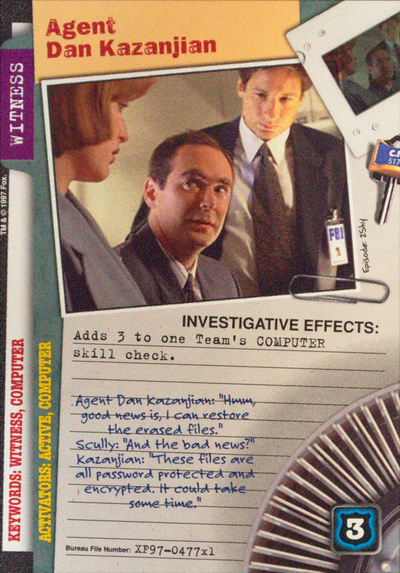 Agent
Dan Kazanjian
WITNESS
TM & © 1997 Fox.
KEYWORDS: WITNESS, COMPUTER
ACTIVATORS: ACTIVE, COMPUTER
FBI
Episode: 2Shy
INVESTIGATIVE EFFECTS:
Adds 3 to one Team's COMPUTER
skill check.
Agent Dan Kazanjian: "Hmm,
good news is, I can restore
the erased files."
Scully: "And the bad news?"
Kazanjian: "These files are
all password protected and
encrypted. It could take
some time."
3
Bureau File Number: XF97-0477x1